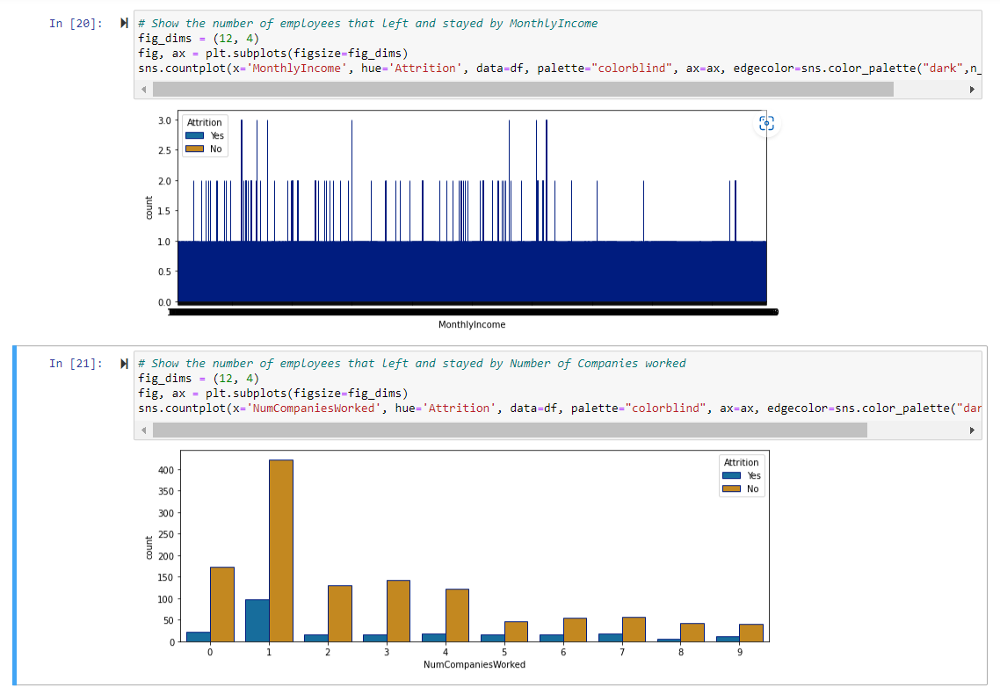 In [20]:
# Show the number of employees that left and stayed by MonthlyIncome
fig_dims = (12, 4)
fig, ax = plt.subplots(figsize=fig_dims)
sns.countplot(x='MonthlyIncome', hue='Attrition', data=df, palette="colorblind", ax=ax, edgecolor=sns.color_palette("dark",n_
Attrition
Yes
No
3.0
2.5
2.0
1.5
1.0
0.5
0.0
count
MonthlyIncome
In [21]:
# Show the number of employees that left and stayed by Number of Companies worked
fig_dims = (12, 4)
fig, ax = plt.subplots(figsize=fig_dims)
sns.countplot(x='NumCompaniesWorked', hue='Attrition', data=df, palette="colorblind", ax=ax, edgecolor=sns.color_palette("dar
Attrition
Yes
No
400
350
300
250
200
150
100
50
0
count
0 1 2 3 4 5 6 7 8 9
NumCompaniesWorked